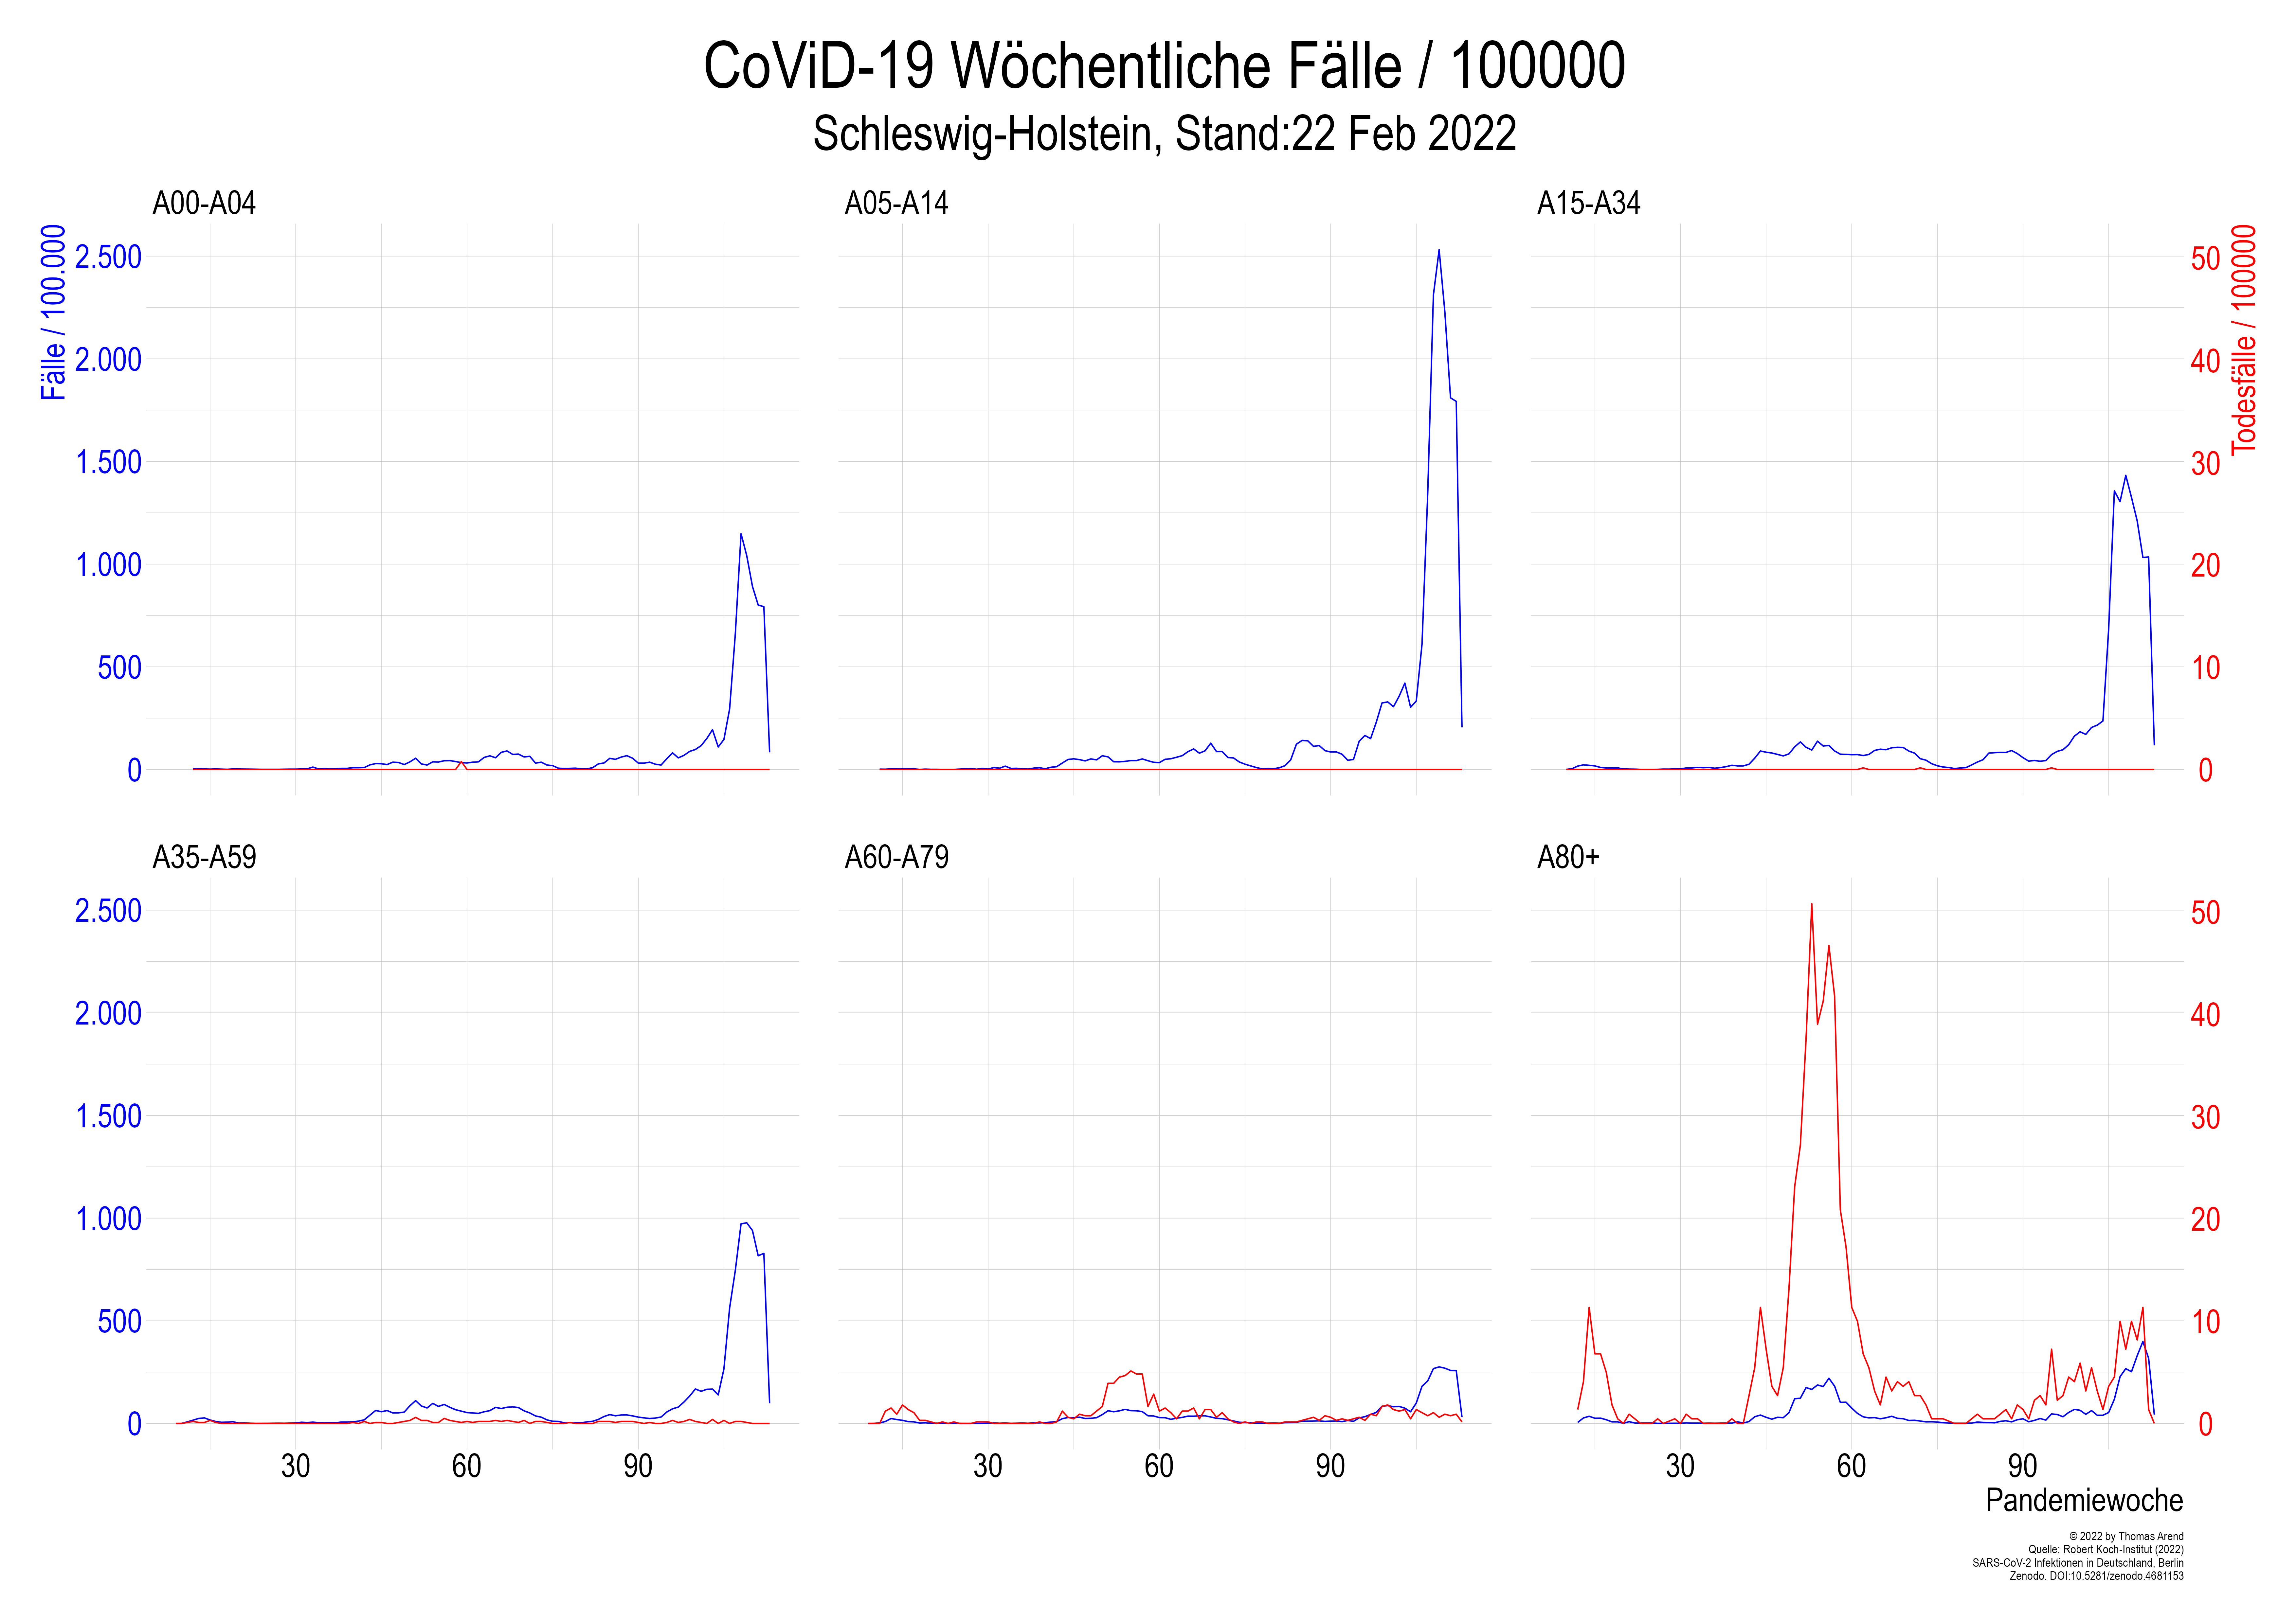 CoViD-19 Wöchentliche Fälle / 100000
Schleswig-Holstein, Stand:22 Feb 2022
A00-A04
A05-A14
A15-A34
Fälle / 100.000
2.500
2.000
1.500
1.000
500
0
50
40
30
20
10
0
Todesfälle / 100000
A35-A59
A60-A79
A80+
2.500
2.000
1.500
1.000
500
0
50
40
30
20
10
0
30 60 90
30 60 90
30 60 90
Pandemiewoche
© 2022 by Thomas Arend
Quelle: Robert Koch-Institut (2022)
SARS-CoV-2 Infektionen in Deutschland, Berlin
Zenodo. DOI:10.5281/zenodo.4681153